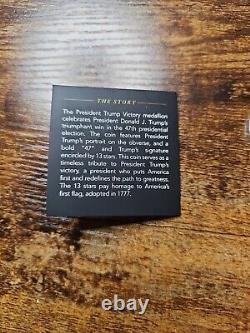 THE STORY
The President Trump Victory medallion
celebrates President Donald J. Trump's
triumphant win in the 47th presidential
election. The coin features President
Trump's portrait on the obverse, and a
bold "47" and Trump's signature
encircled by 13 stars. This coin serves as a
timeless tribute to President Trump's
victory, a president who puts America
first and redefines the path to greatness.
The 13 stars pay homage to America's
first flag, adopted in 1777.
ebay